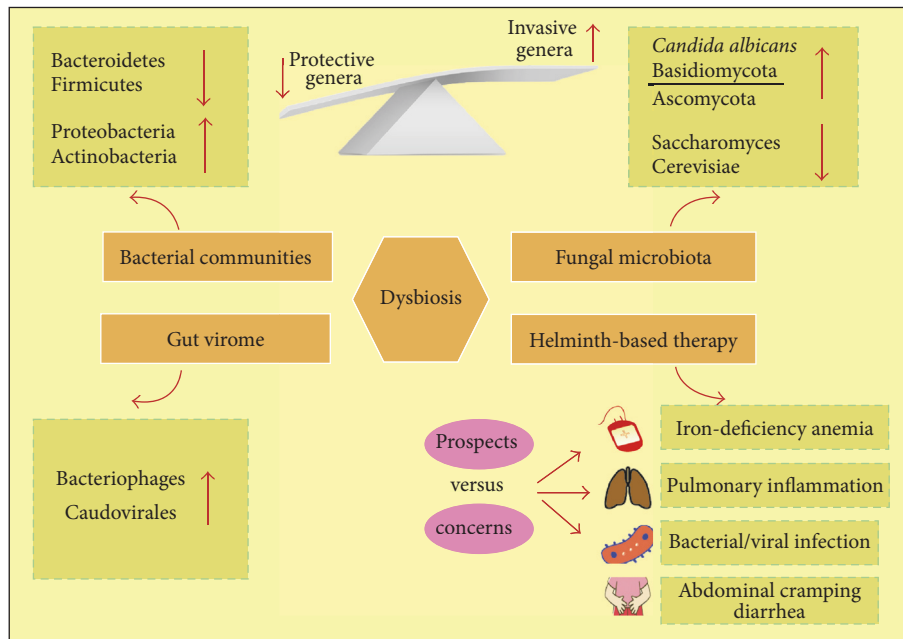 Bacteroidetes
Firmicutes
Proteobacteria
Actinobacteria
Protective
genera
Invasive
genera
Candida albicans
Basidiomycota
Ascomycota
Saccharomyces
Cerevisiae
Bacterial communities
Dysbiosis
Fungal microbiota
Gut virome
Helminth-based therapy
Bacteriophages
Caudovirales
Prospects
versus
concerns
Iron-deficiency anemia
Pulmonary inflammation
Bacterial/viral infection
Abdominal cramping
diarrhea